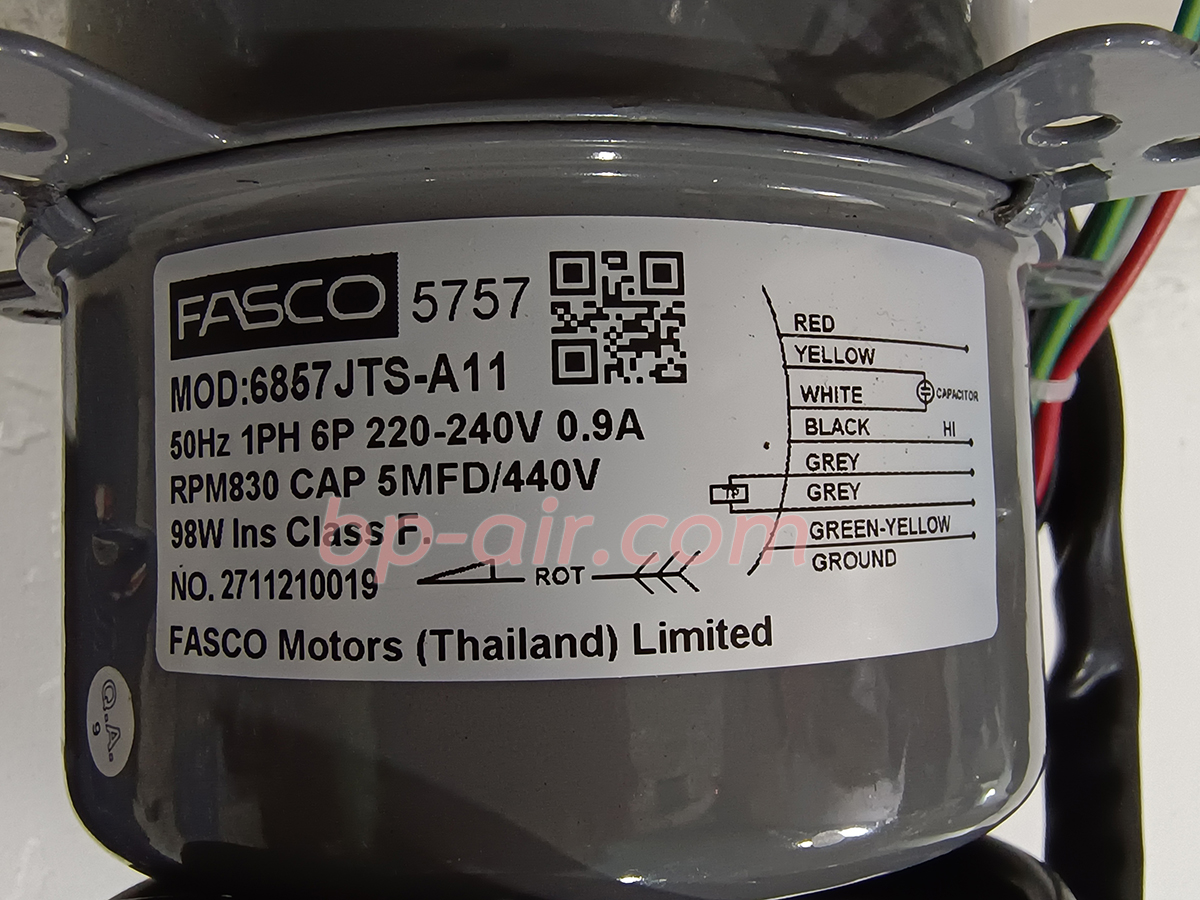 FASCO 5757
MOD:6857JTS-A11
50Hz 1PH 6P 220-240V 0.9A
RPM830 CAP 5MFD/440V
98W Ins Class F.
NO. 2711210019
ROT
FASCO Motors (Thailand) Limited
RED
YELLOW
WHITE
CAPACITOR
BLACK HI
GREY
GREY
TP
GREEN-YELLOW
GROUND
bp-air.com
Q.A.
9